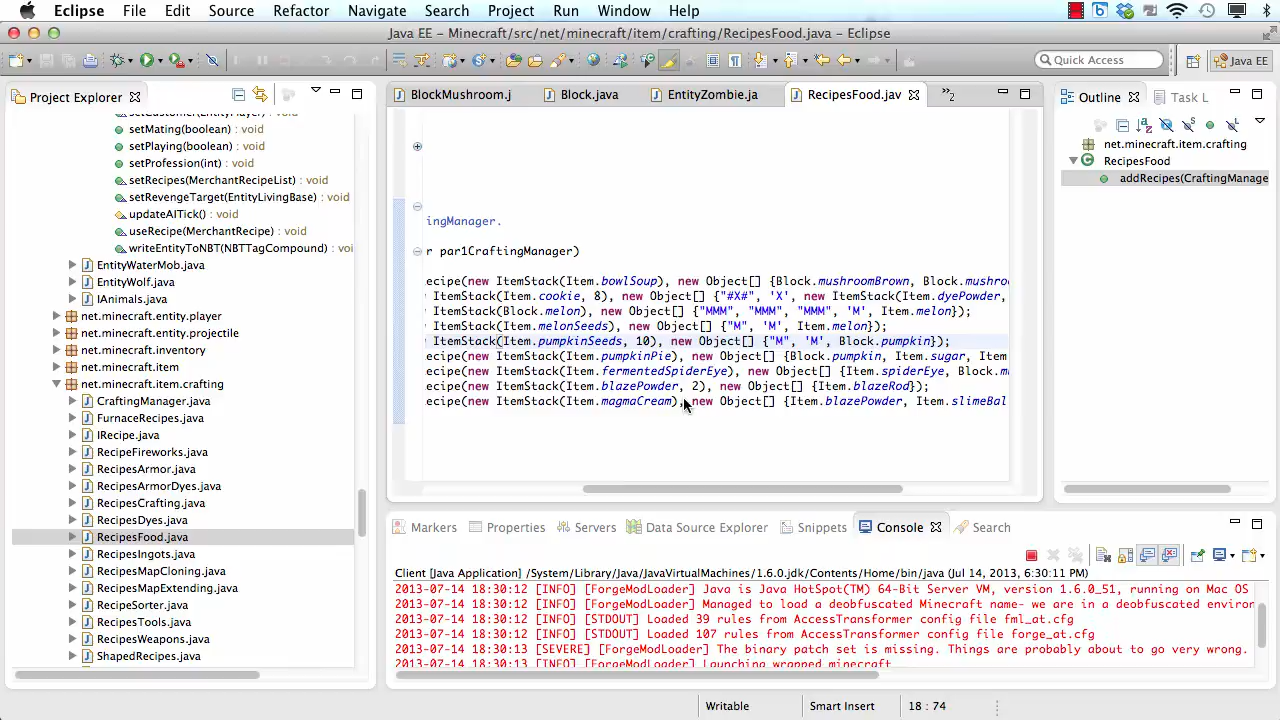 Eclipse File Edit Source Refactor Navigate Search Project Run Window Help
Java EE – Minecraft/src/net/minecraft/item/crafting/RecipesFood.java – Eclipse
Quick Access
Java EE
Project Explorer
setMating(boolean) : void
setPlaying(boolean) : void
setProfession(int) : void
setRecipes(MerchantRecipeList) : void
setRevengeTarget(EntityLivingBase) : void
updateAITick() : void
useRecipe(MerchantRecipe) : void
writeEntityToNBT(NBTTagCompound) : vo
EntityWaterMob.java
EntityWolf.java
IAnimals.java
net.minecraft.entity.player
net.minecraft.entity.projectile
net.minecraft.inventory
net.minecraft.item
net.minecraft.item.crafting
CraftingManager.java
FurnaceRecipes.java
IRecipe.java
RecipeFireworks.java
RecipesArmor.java
RecipesArmorDyes.java
RecipesCrafting.java
RecipesDyes.java
RecipesFood.java
RecipesIngots.java
RecipesMapCloning.java
RecipesMapExtending.java
RecipeSorter.java
RecipesTools.java
RecipesWeapons.java
ShapedRecipes.java
BlockMushroom.j Block.java EntityZombie.ja RecipesFood.jav »2
ingManager.
r par1CraftingManager)
ecipe(new ItemStack(Item.bowlSoup), new Object[] {Block.mushroomBrown, Block.mushroo
ItemStack(Item.cookie, 8), new Object[] {"#X#", 'X', new ItemStack(Item.dyePowder,
ItemStack(Block.melon), new Object[] {"MMM", "MMM", "MMM", 'M', Item.melon});
ItemStack(Item.melonSeeds), new Object[] {"M", 'M', Item.melon});
ItemStack(Item.pumpkinSeeds, 10), new Object[] {"M", 'M', Block.pumpkin});
ecipe(new ItemStack(Item.pumpkinPie), new Object[] {Block.pumpkin, Item.sugar, Item
ecipe(new ItemStack(Item.fermentedSpiderEye), new Object[] {Item.spiderEye, Block.mu
ecipe(new ItemStack(Item.blazePowder, 2), new Object[] {Item.blazeRod});
ecipe(new ItemStack(Item.magmaCream), new Object[] {Item.blazePowder, Item.slimeBal
Outline Task L
net.minecraft.item.crafting
RecipesFood
addRecipes(CraftingManage
Markers Properties Servers Data Source Explorer Snippets Console Search
Client [Java Application] /System/Library/Java/JavaVirtualMachines/1.6.0.jdk/Contents/Home/bin/java (Jul 14, 2013, 6:30:11 PM)
2013-07-14 18:30:12 [INFO] [ForgeModLoader] Java is Java HotSpot(TM) 64-Bit Server VM, version 1.6.0_51, running on Mac OS
2013-07-14 18:30:12 [INFO] [ForgeModLoader] Managed to load a deobfuscated Minecraft name- we are in a deobfuscated environ
2013-07-14 18:30:12 [INFO] [STDOUT] Loaded 39 rules from AccessTransformer config file fml_at.cfg
2013-07-14 18:30:12 [INFO] [STDOUT] Loaded 107 rules from AccessTransformer config file forge_at.cfg
2013-07-14 18:30:13 [SEVERE] [ForgeModLoader] The binary patch set is missing. Things are probably about to go very wrong.
2013-07-14 18:30:13 [INFO] [ForgeModLoader] Launching wrapped minecraft
Writable Smart Insert 18 : 74